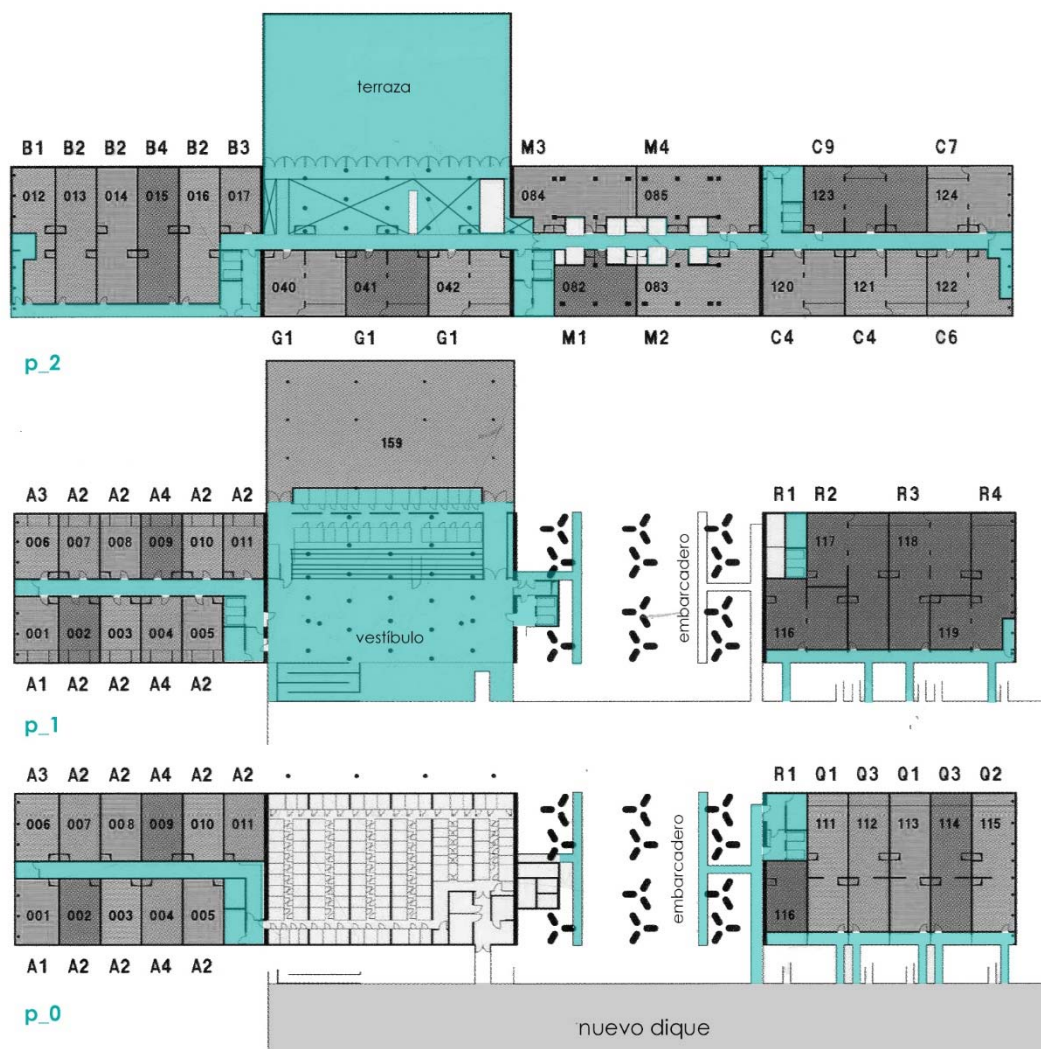 terraza
B1 B2 B2 B4 B2 B3 M3 M4 C9 C7
012 013 014 015 016 017 084 085 123 124
040 041 042 082 083 120 121 122
G1 G1 G1 M1 M2 C4 C4 C6
p_2
159
A3 A2 A2 A4 A2 A2 R1 R2 R3 R4
006 007 008 009 010 011 117 118
embarcadero
001 002 003 004 005 vestíbulo 116 119
A1 A2 A2 A4 A2
p_1
A3 A2 A2 A4 A2 A2 R1 Q1 Q3 Q1 Q3 Q2
006 007 008 009 010 011 111 112 113 114 115
embarcadero
001 002 003 004 005 116
A1 A2 A2 A4 A2
p_0
nuevo dique